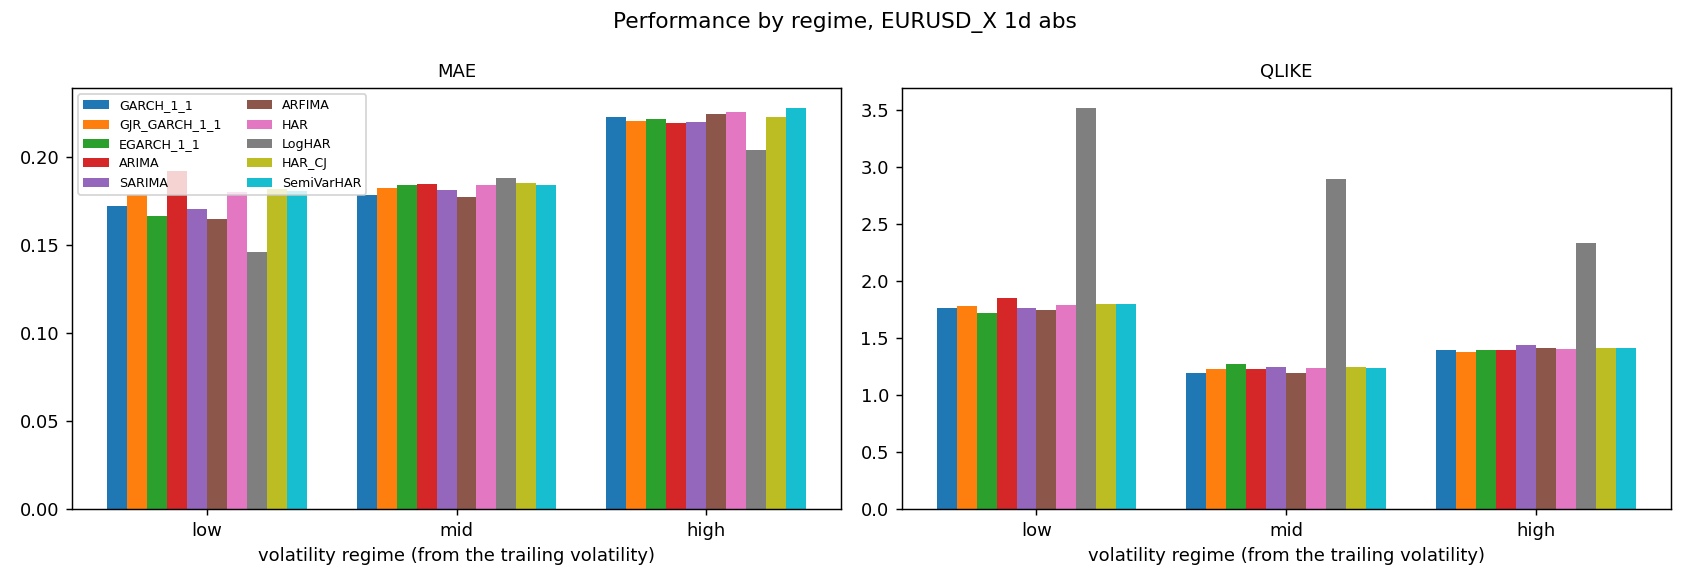 Performance by regime, EURUSD_X 1d abs
MAE
GARCH_1_1
GJR_GARCH_1_1
EGARCH_1_1
ARIMA
SARIMA
ARFIMA
HAR
LogHAR
HAR_CJ
SemiVarHAR
0.20
0.15
0.10
0.05
0.00
low
mid
high
volatility regime (from the trailing volatility)
QLIKE
3.5
3.0
2.5
2.0
1.5
1.0
0.5
0.0
low
mid
high
volatility regime (from the trailing volatility)